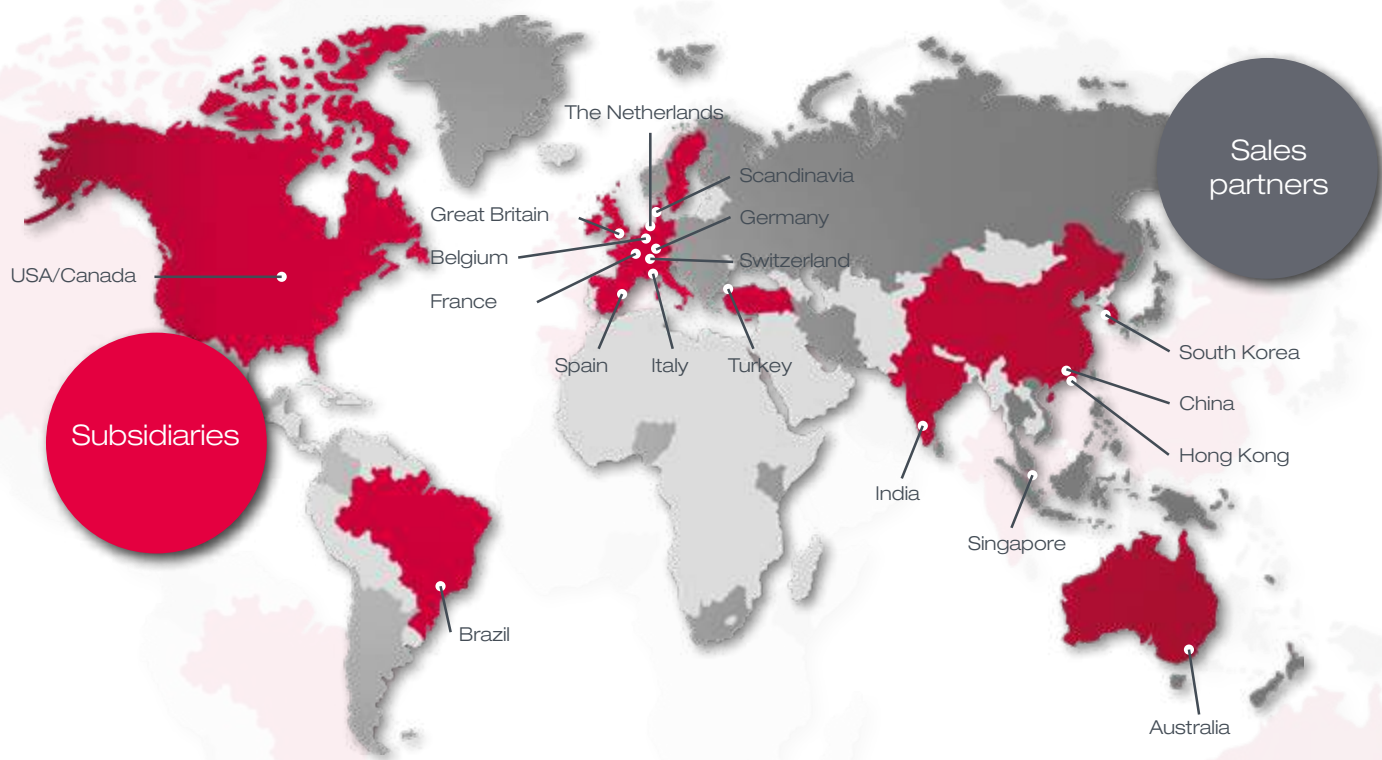 The Netherlands
Sales
partners
Scandinavia
Great Britain
Germany
Belgium
Switzerland
USA/Canada
France
Spain
Italy
Turkey
South Korea
China
Subsidiaries
Hong Kong
India
Singapore
Brazil
Australia